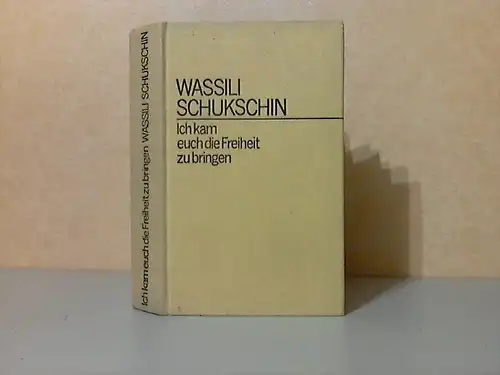 Ich kam euch die Freiheit zu bringen WASSILI SCHUKSCHIN
WASSILI
SCHUKSCHIN
Ich kam
euch die Freiheit
zu bringen